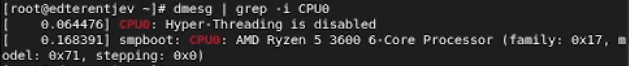 [root@edterentjev ~]# dmesg | grep -i CPU0
[    0.064476] CPU0: Hyper-Threading is disabled
[    0.168391] smpboot: CPU0: AMD Ryzen 5 3600 6-Core Processor (family: 0x17, m
odel: 0x71, stepping: 0x0)